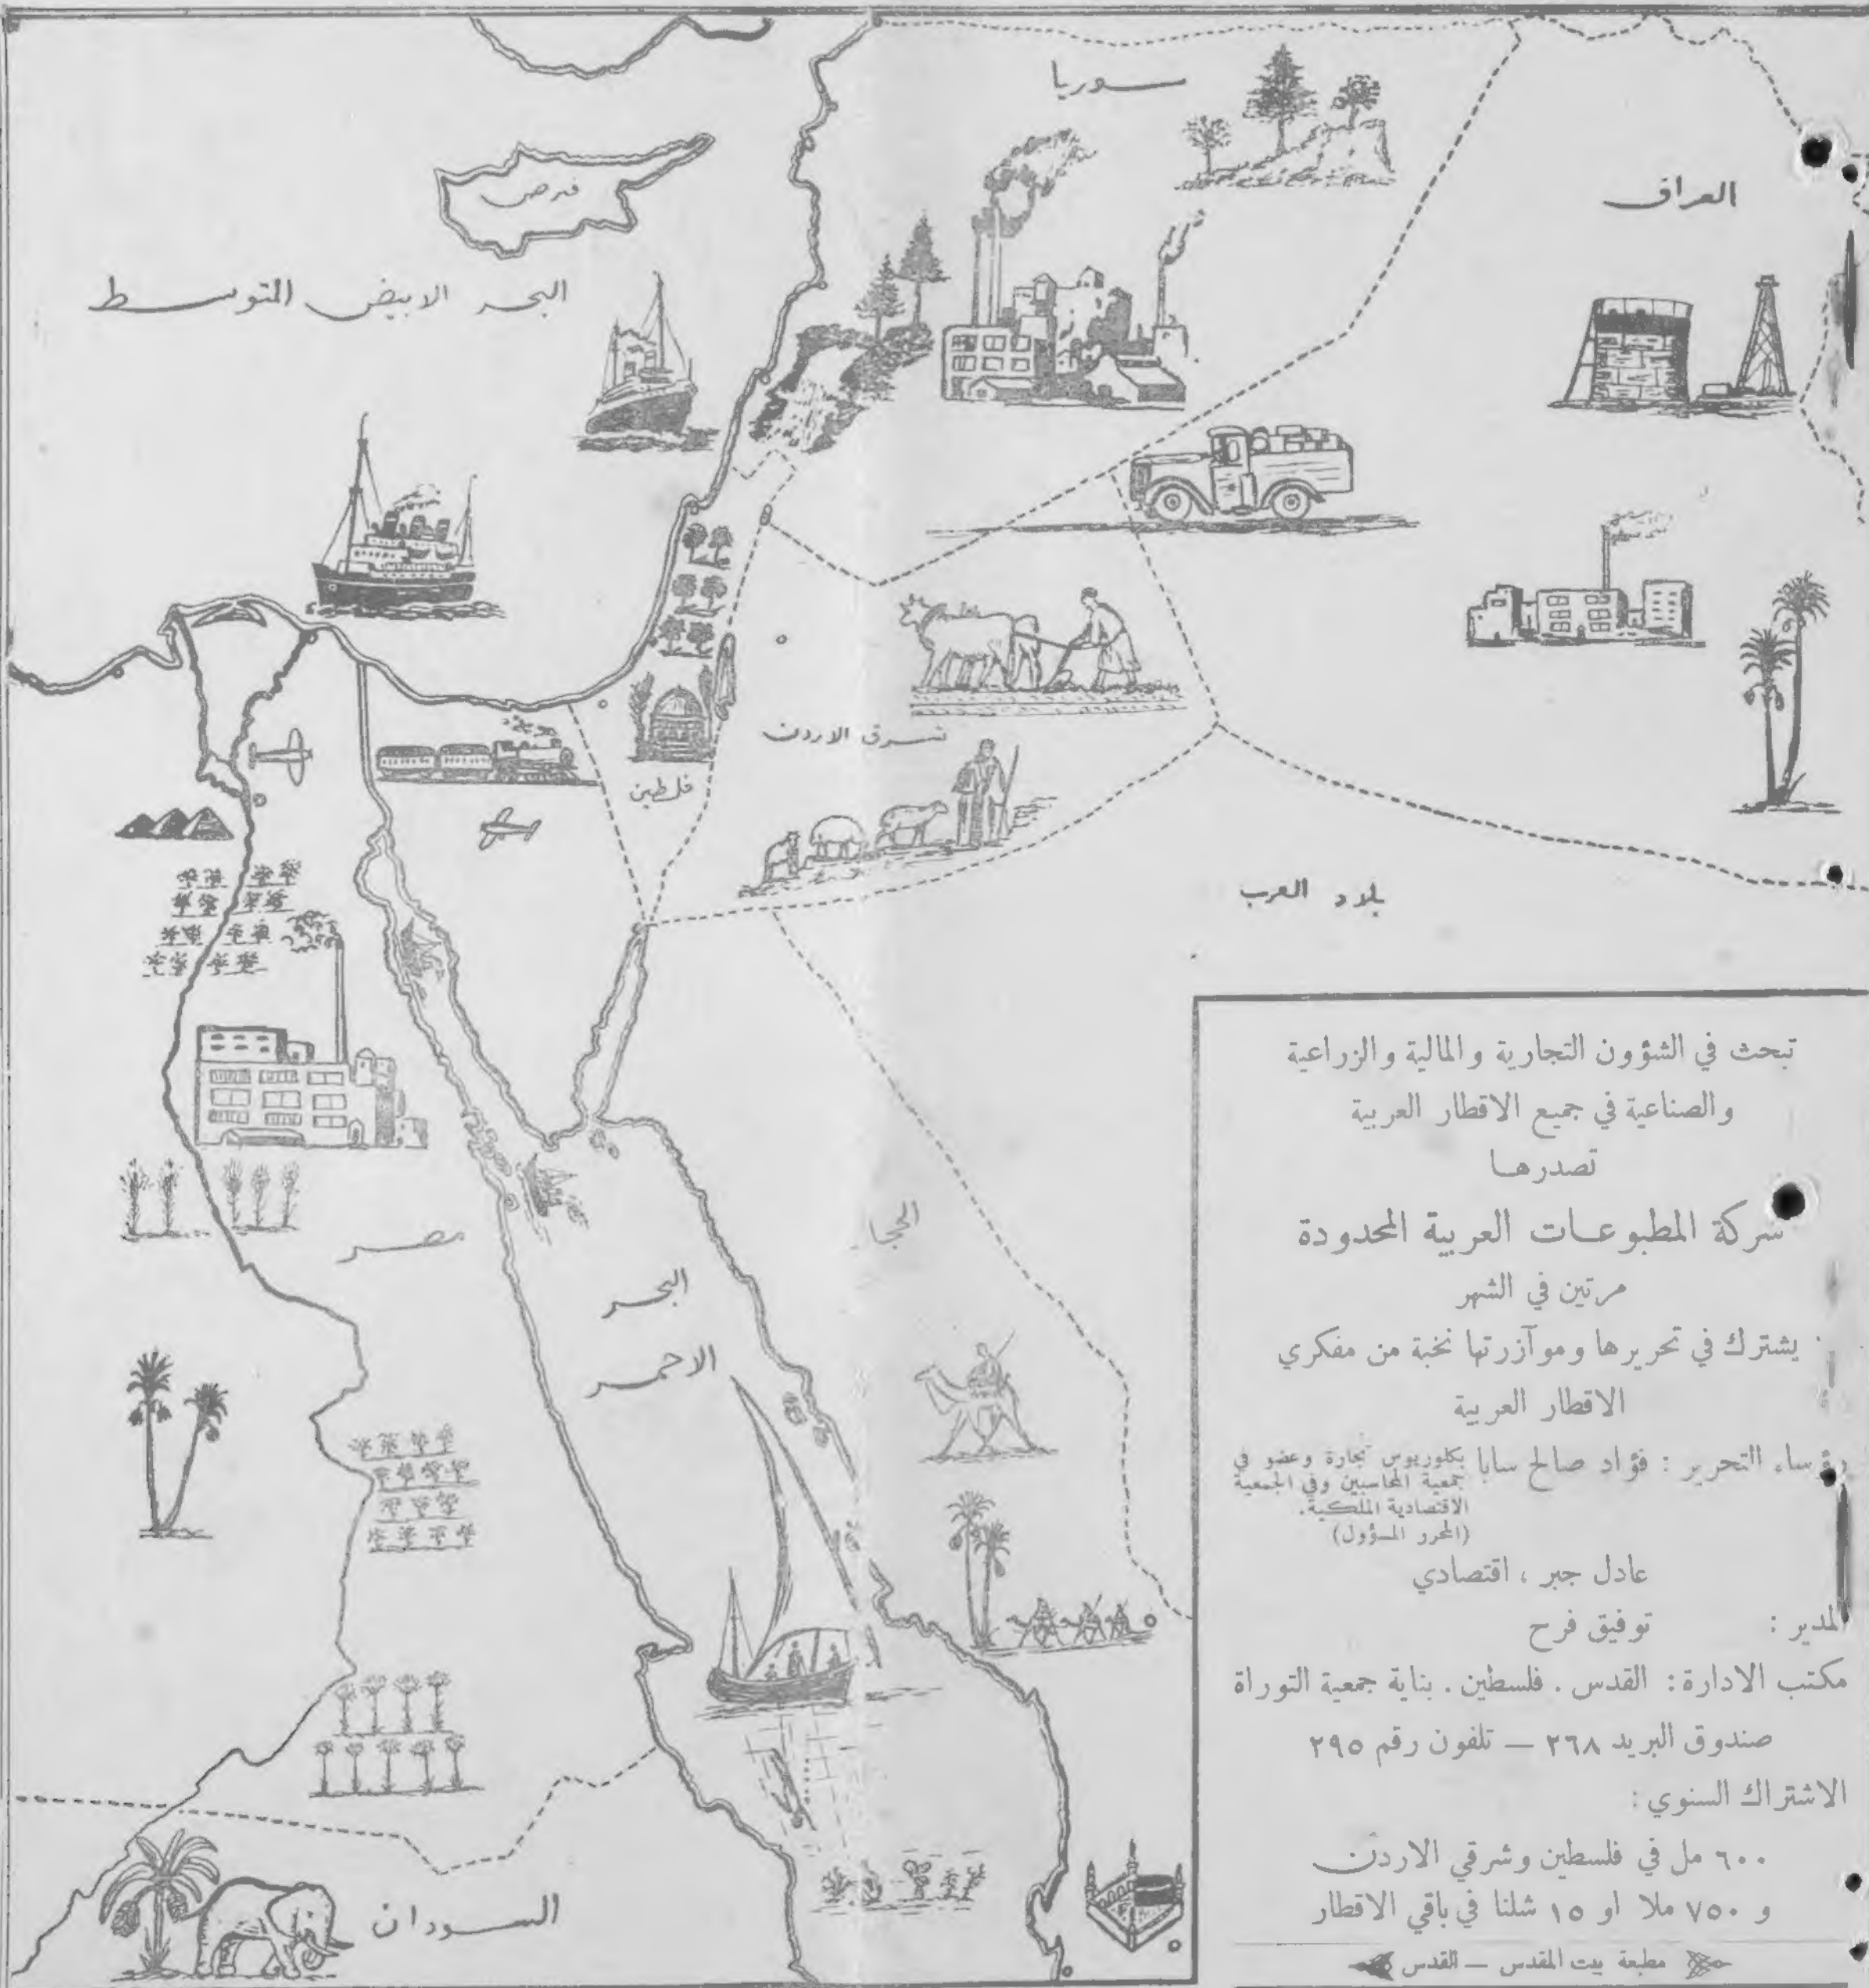 سوريا
العراق
قبرص
البحر الابيض المتوسط
شرق الاردن
فلسطين
بلاد العرب
مصر
البحر
الاحمر
السودان
تبحث في الشؤون التجارية والمالية والزراعية
والصناعية في جميع الاقطار العربية
تصدرها
شركة المطبوعات العربية المحدودة
مرتين في الشهر
يشترك في تحريرها وموآزرتها نخبة من مفكري
الاقطار العربية
رؤساء التحرير : فؤاد صالح سابا بكلوريوس تجارة وعضو في
جمعية المحاسبين وفي الجمعية
الاقتصادية الملكية.
(المحرر المسؤول)
عادل جبر ، اقتصادي
المدير : توفيق فرح
مكتب الادارة : القدس . فلسطين . بناية جمعية التوراة
صندوق البريد ٢٦٨ — تلفون رقم ٢٩٥
الاشتراك السنوي :
٦٠٠ مل في فلسطين وشرقي الاردن
و ٧٥٠ ملا او ١٥ شلنا في باقي الاقطار
مطبعة بيت المقدس — القدس